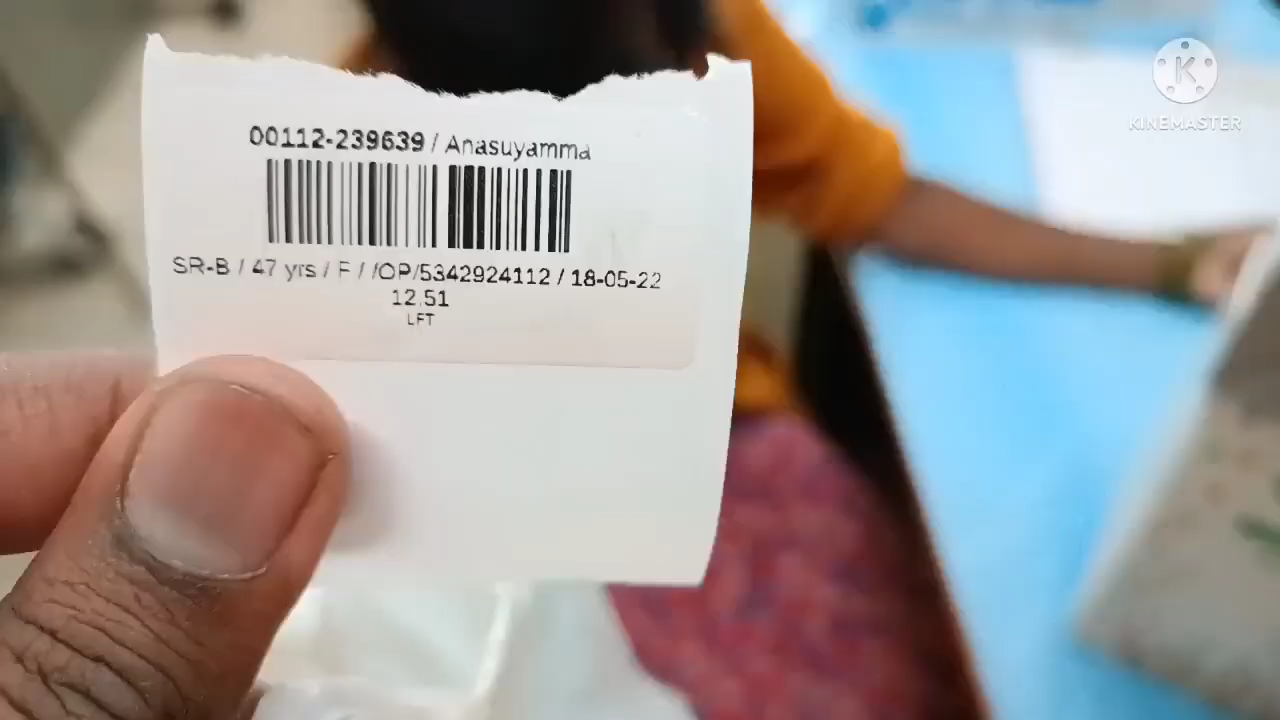 00112-239639 / Anasuyamma
SR-B / 47 yrs / F / /OP/5342924112 / 18-05-22
12,51
LFT
K
KINEMASTER